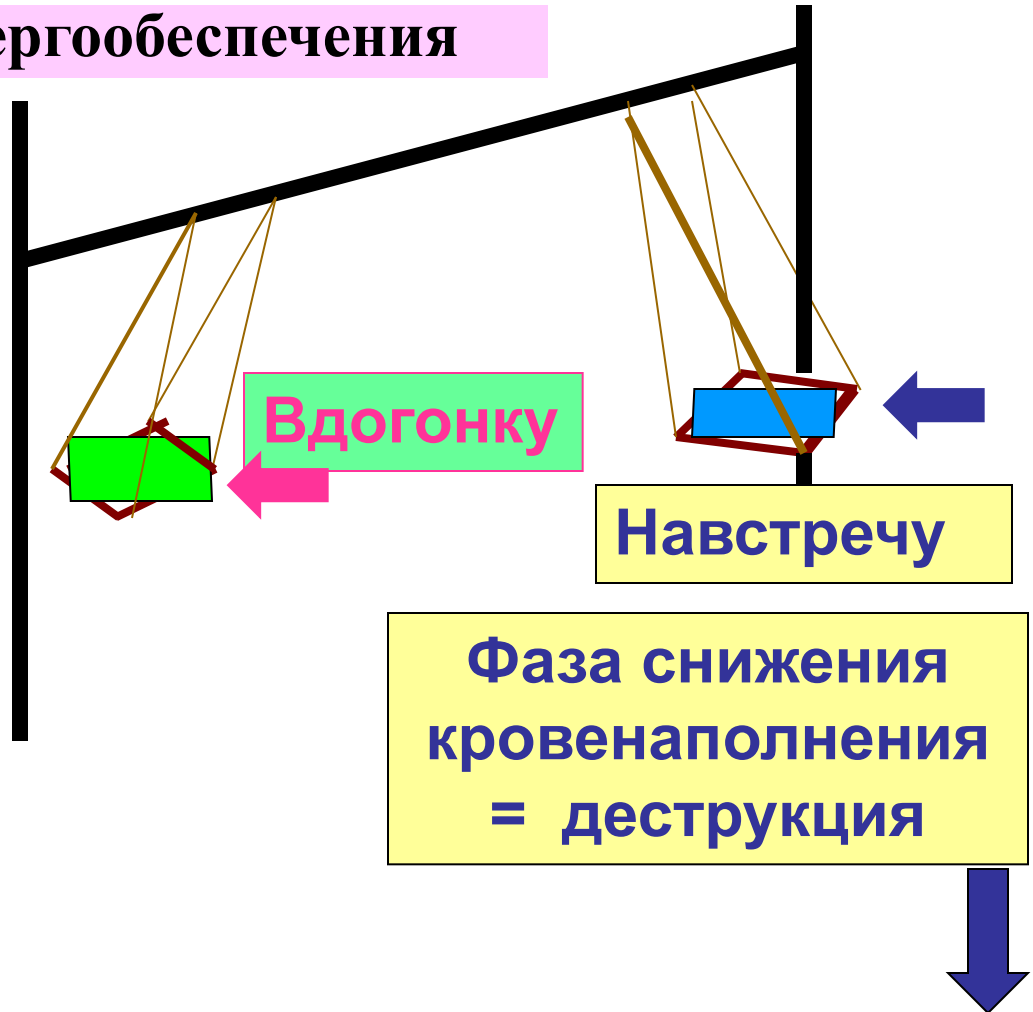 ергообеспечения
Вдогонку
Навстречу
Фаза снижения
кровенаполнения
= деструкция